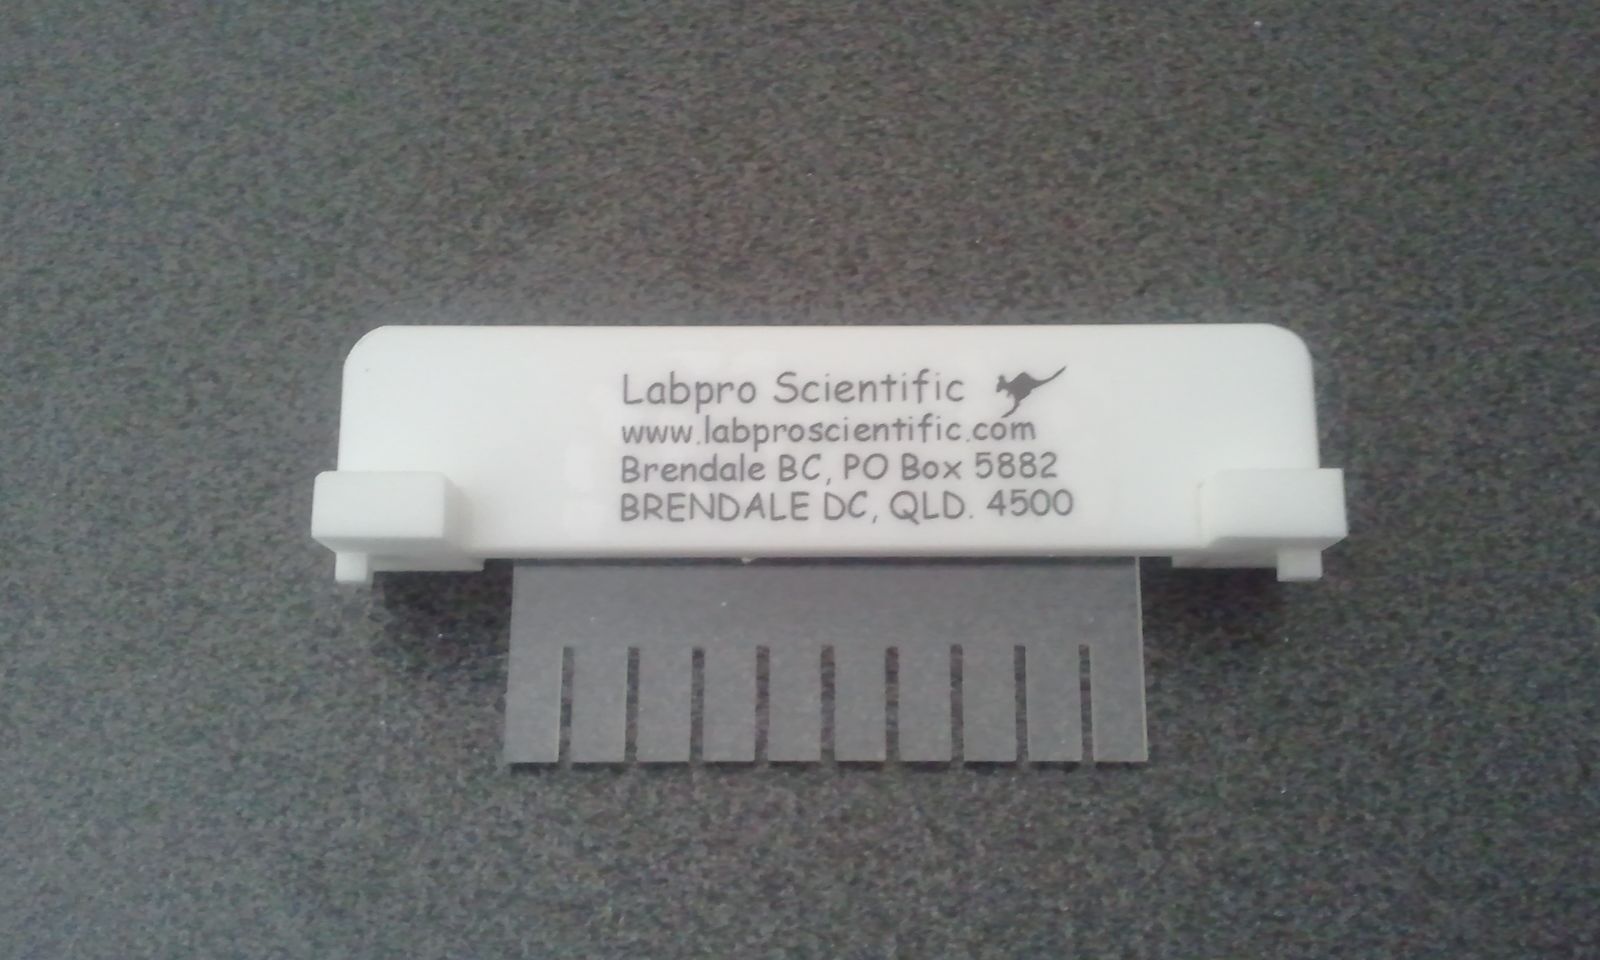 Labpro Scientific
www.labproscientific.com
Brendale BC, PO Box 5882
BRENDALE DC, QLD. 4500